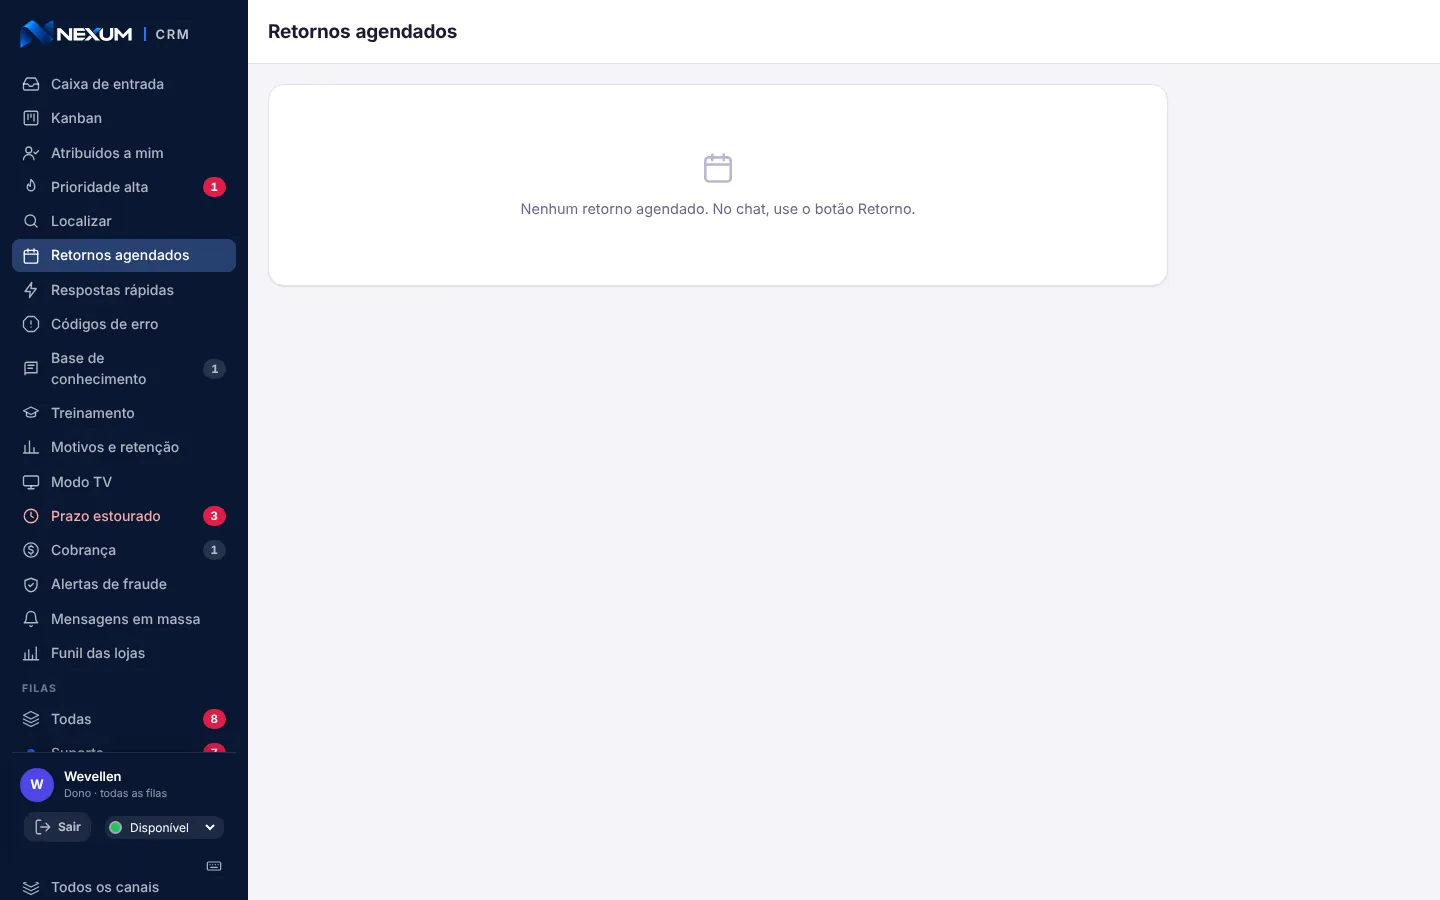 NEXUM | CRM
Caixa de entrada
Kanban
Atribuídos a mim
Prioridade alta 1
Localizar
Retornos agendados
Respostas rápidas
Códigos de erro
Base de
conhecimento 1
Treinamento
Motivos e retenção
Modo TV
Prazo estourado 3
Cobrança 1
Alertas de fraude
Mensagens em massa
Funil das lojas
FILAS
Todas 8
Suporte 7
W Wevellen
Dono · todas as filas
Sair Disponível
Todos os canais
Retornos agendados
Nenhum retorno agendado. No chat, use o botão Retorno.